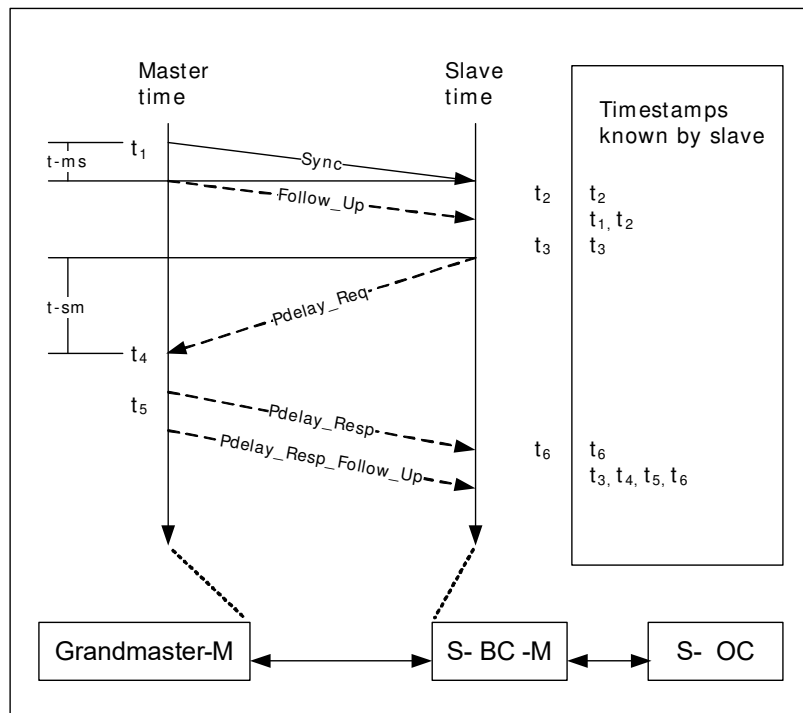 Master
time
Slave
time
Timestamps
known by slave
t1
t-ms
Sync
Follow_Up
t2
t2
t1, t2
t3
t3
t-sm
Pdelay_Req
t4
t5
Pdelay_Resp
Pdelay_Resp_Follow_Up
t6
t6
t3, t4, t5, t6
Grandmaster-M
S- BC -M
S- OC